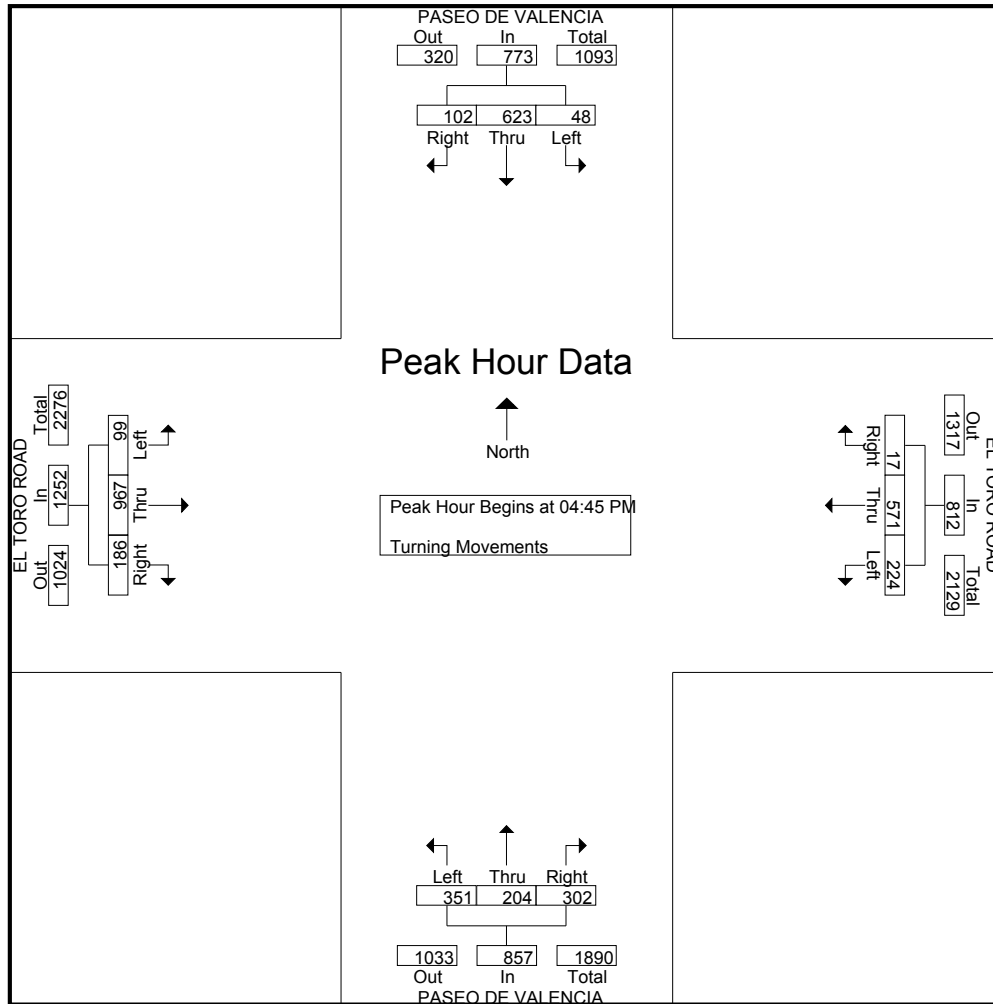 PASEO DE VALENCIA
Out In Total
320 773 1093
102 623 48
Right Thru Left
Peak Hour Data
North
Peak Hour Begins at 04:45 PM
Turning Movements
EL TORO ROAD
Total In Out
2276 1252 1024
99 967 186
Left Thru Right
EL TORO ROAD
Out In Total
1317 812 2129
17 571 224
Right Thru Left
Left Thru Right
351 204 302
1033 857 1890
Out In Total
PASEO DE VALENCIA